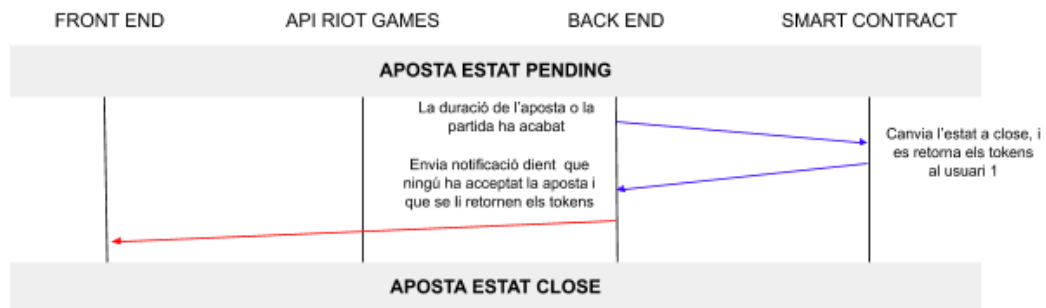 FRONT END
API RIOT GAMES
BACK END
SMART CONTRACT
APOSTA ESTAT PENDING
La duració de l'aposta o la
partida ha acabat
Canvia l'estat a close, i
es retorna els tokens
al usuari 1
Envia notificació dient que
ningú ha acceptat la aposta i
que se li retornen els tokens
APOSTA ESTAT CLOSE